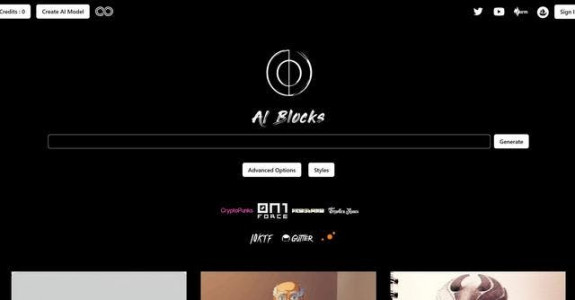 Credits : 0 Create AI Model Sign I
AI Blocks
Generate
Advanced Options Styles
CryptoPunks 0N1 FORCE
10KTF GUTTER